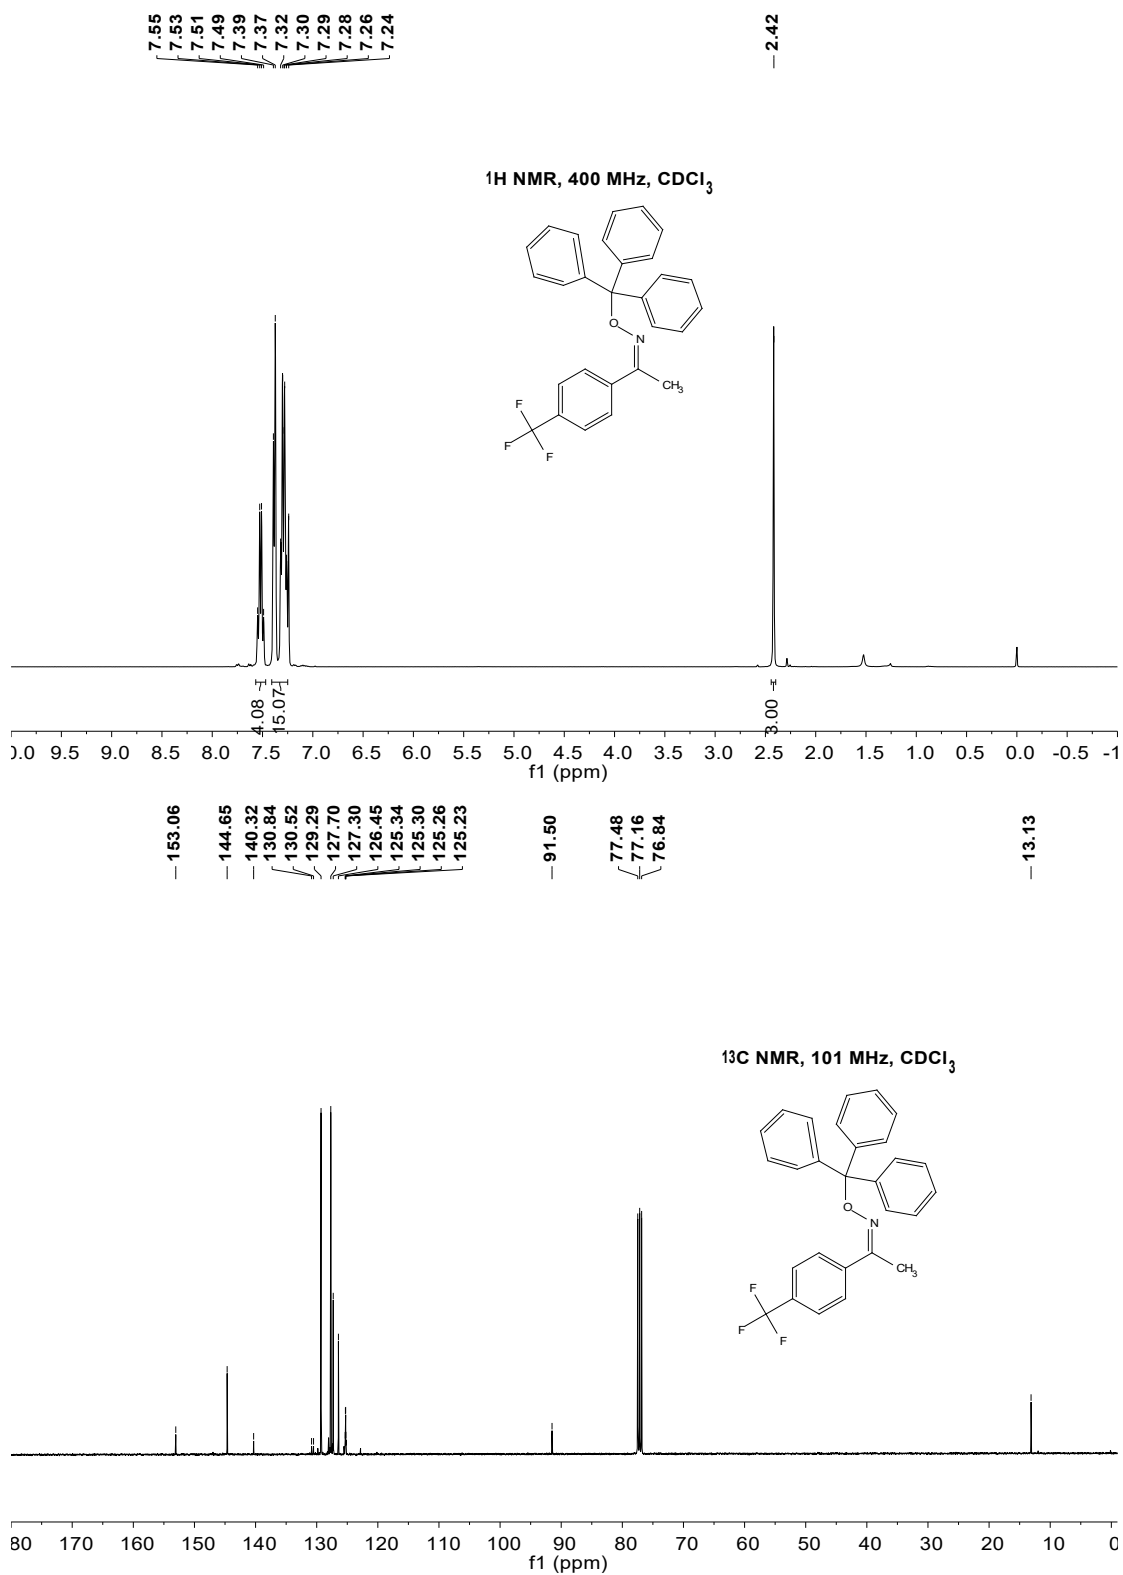 7.55
7.53
7.51
7.49
7.39
7.37
7.32
7.30
7.29
7.28
7.26
7.24
2.42
1H NMR, 400 MHz, CDCl3
O
N
CH3
F
F
F
4.08
15.07
3.00
0.0 9.5 9.0 8.5 8.0 7.5 7.0 6.5 6.0 5.5 5.0 4.5 4.0 3.5 3.0 2.5 2.0 1.5 1.0 0.5 0.0 -0.5 -1
f1 (ppm)
153.06
144.65
140.32
130.84
130.52
129.29
127.70
127.30
126.45
125.34
125.30
125.26
125.23
91.50
77.48
77.16
76.84
13.13
13C NMR, 101 MHz, CDCl3
O
N
CH3
F
F
F
80 170 160 150 140 130 120 110 100 90 80 70 60 50 40 30 20 10 0
f1 (ppm)